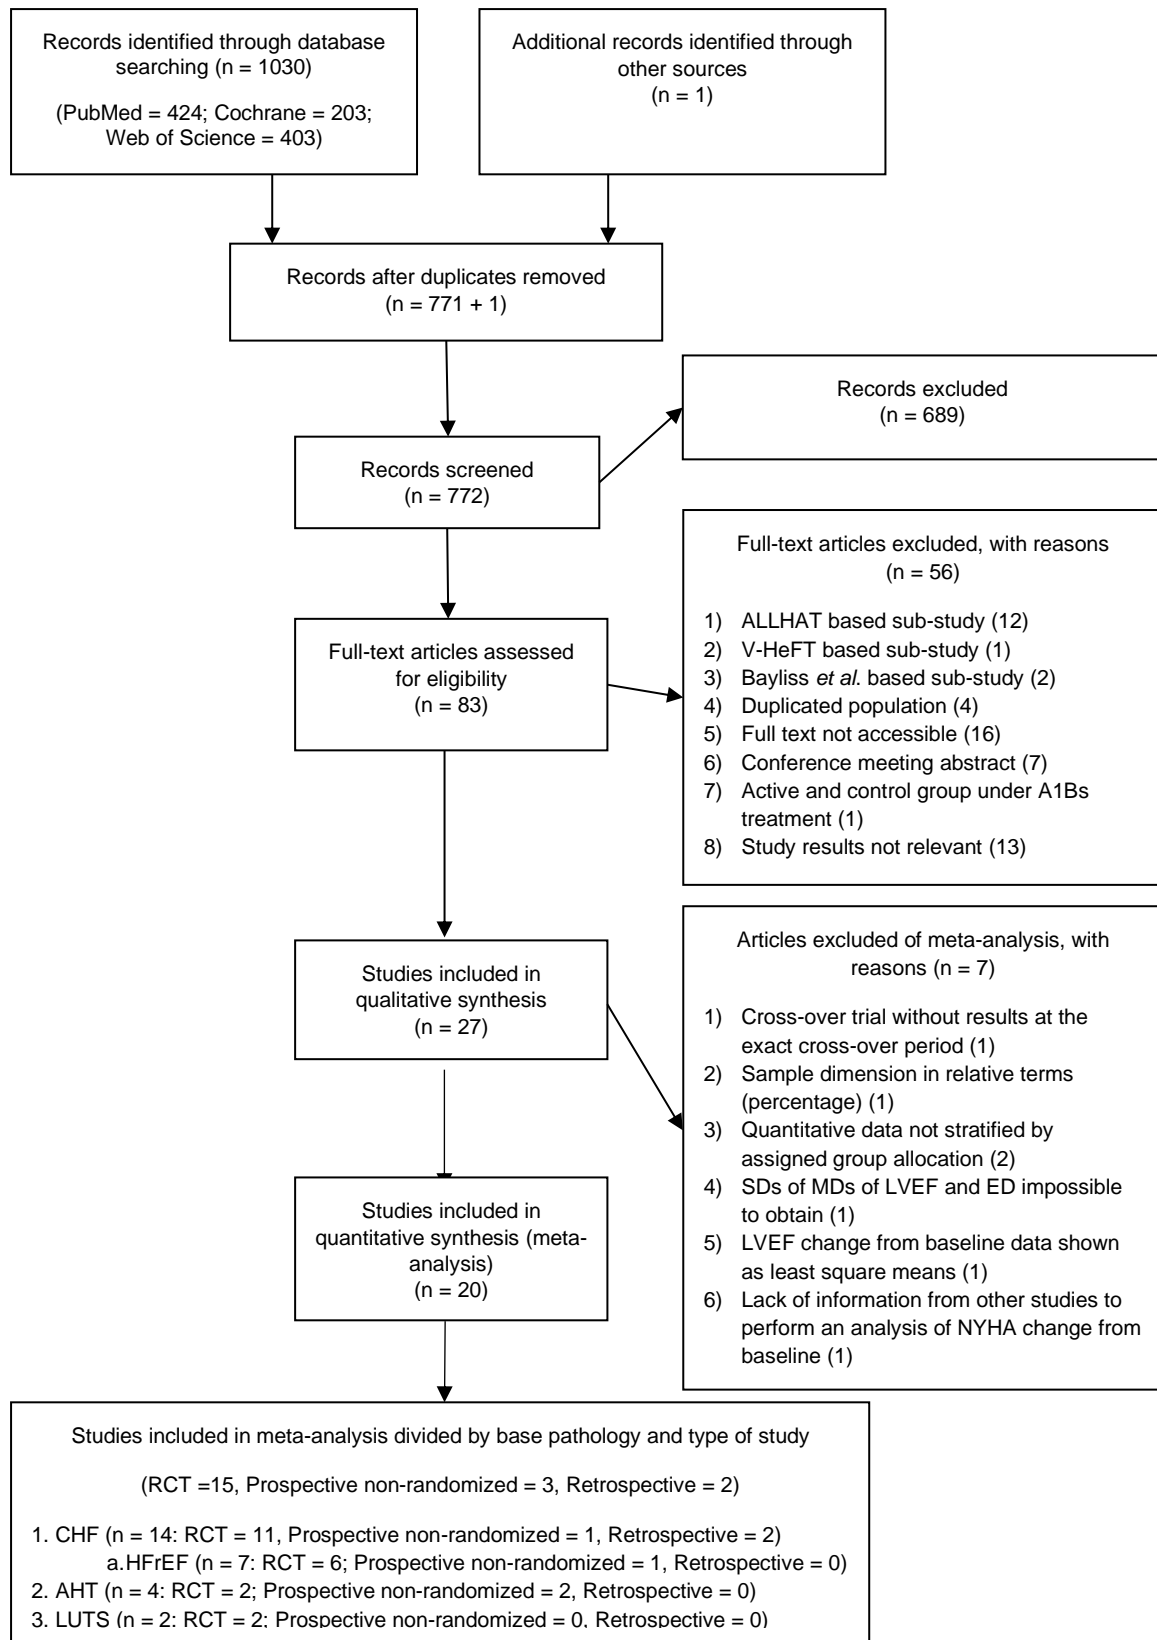 Records identified through database
searching (n = 1030)
(PubMed = 424; Cochrane = 203;
Web of Science = 403)
Additional records identified through
other sources
(n = 1)
Records after duplicates removed
(n = 771 + 1)
Records excluded
(n = 689)
Records screened
(n = 772)
Full-text articles excluded, with reasons
(n = 56)
1) ALLHAT based sub-study (12)
2) V-HeFT based sub-study (1)
3) Bayliss et al. based sub-study (2)
4) Duplicated population (4)
5) Full text not accessible (16)
6) Conference meeting abstract (7)
7) Active and control group under A1Bs
treatment (1)
8) Study results not relevant (13)
Full-text articles assessed
for eligibility
(n = 83)
Articles excluded of meta-analysis, with
reasons (n = 7)
1) Cross-over trial without results at the
exact cross-over period (1)
2) Sample dimension in relative terms
(percentage) (1)
3) Quantitative data not stratified by
assigned group allocation (2)
4) SDs of MDs of LVEF and ED impossible
to obtain (1)
5) LVEF change from baseline data shown
as least square means (1)
6) Lack of information from other studies to
perform an analysis of NYHA change from
baseline (1)
Studies included in
qualitative synthesis
(n = 27)
Studies included in
quantitative synthesis (meta-
analysis)
(n = 20)
Studies included in meta-analysis divided by base pathology and type of study
(RCT =15, Prospective non-randomized = 3, Retrospective = 2)
1. CHF (n = 14: RCT = 11, Prospective non-randomized = 1, Retrospective = 2)
a.HFrEF (n = 7: RCT = 6; Prospective non-randomized = 1, Retrospective = 0)
2. AHT (n = 4: RCT = 2; Prospective non-randomized = 2, Retrospective = 0)
3. LUTS (n = 2: RCT = 2; Prospective non-randomized = 0, Retrospective = 0)